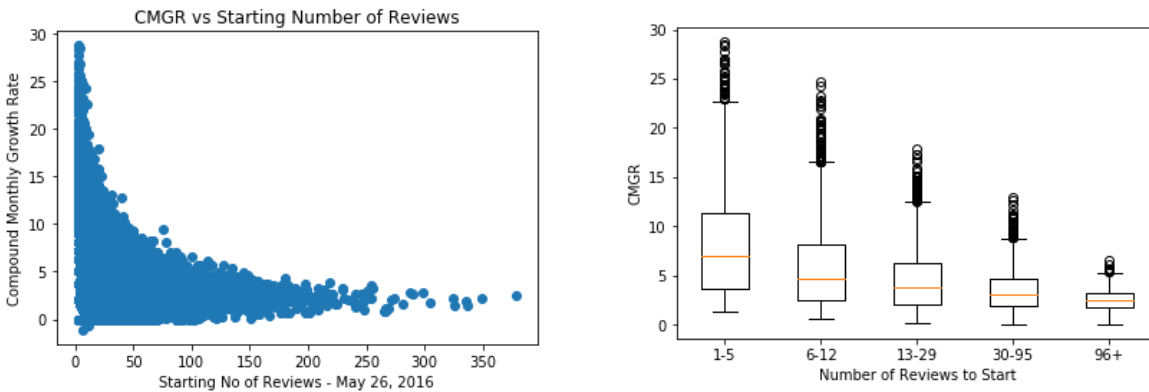 CMGR vs Starting Number of Reviews
30
25
20
15
10
5
0
Compound Monthly Growth Rate
0 50 100 150 200 250 300 350
Starting No of Reviews - May 26, 2016
30
25
20
15
10
5
0
CMGR
1-5 6-12 13-29 30-95 96+
Number of Reviews to Start